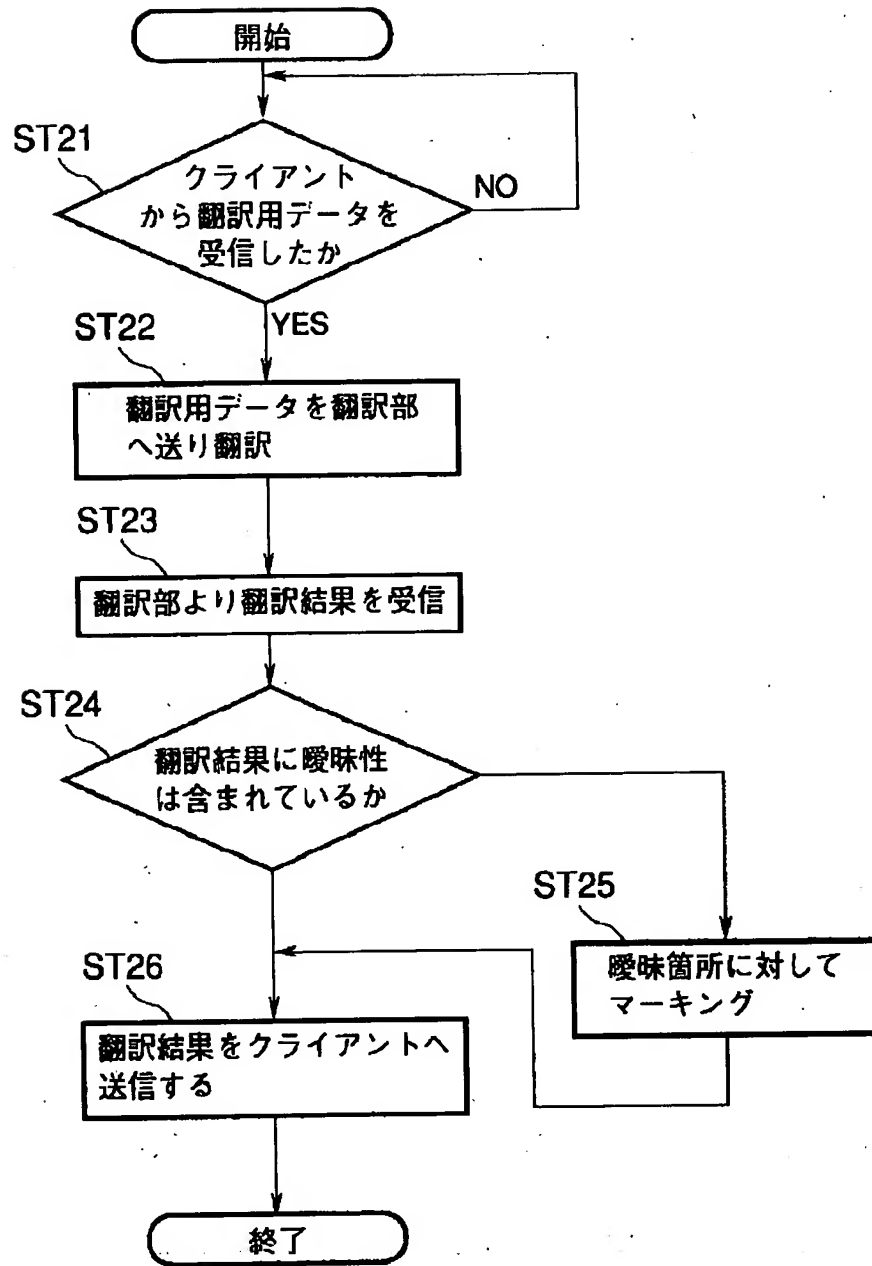 開始
ST21
クライアント
から翻訳用データを
受信したか
NO
YES
ST22
翻訳用データを翻訳部
へ送り翻訳
ST23
翻訳部より翻訳結果を受信
ST24
翻訳結果に曖昧性
は含まれているか
ST25
曖昧箇所に対して
マーキング
ST26
翻訳結果をクライアントへ
送信する
終了